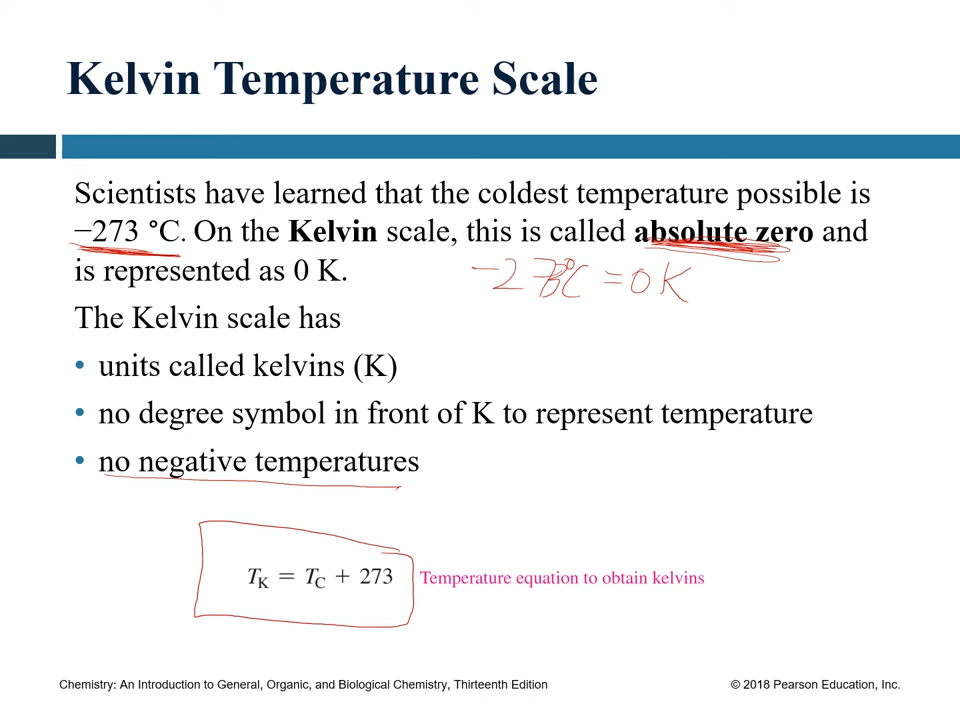 Kelvin Temperature Scale
Scientists have learned that the coldest temperature possible is
−273 °C. On the Kelvin scale, this is called absolute zero and
is represented as 0 K.
−273°C = 0 K
The Kelvin scale has
• units called kelvins (K)
• no degree symbol in front of K to represent temperature
• no negative temperatures
T_K = T_C + 273 Temperature equation to obtain kelvins
Chemistry: An Introduction to General, Organic, and Biological Chemistry, Thirteenth Edition
© 2018 Pearson Education, Inc.